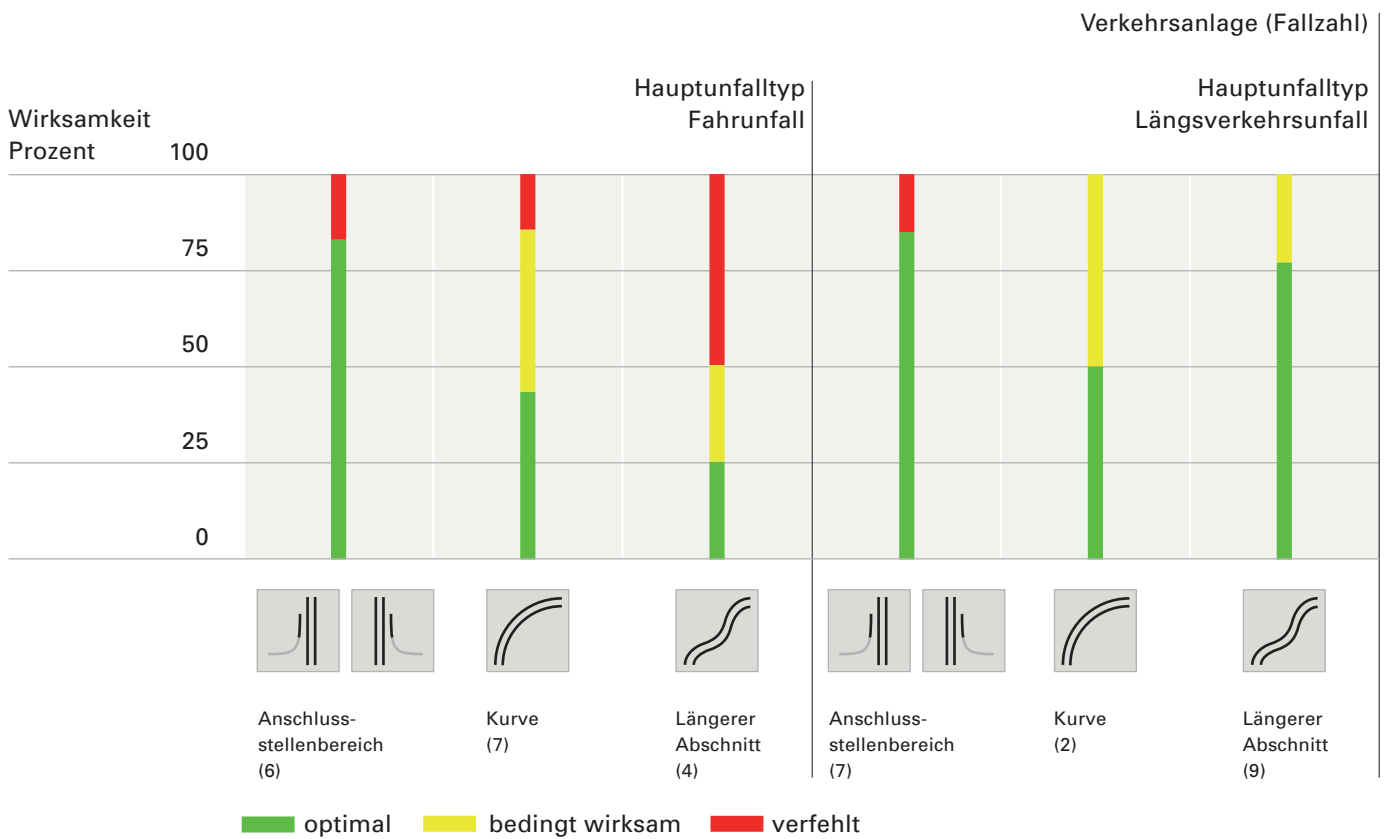 Verkehrsanlage (Fallzahl)
Hauptunfalltyp
Fahrunfall
Hauptunfalltyp
Längsverkehrsunfall
Wirksamkeit
Prozent
100
75
50
25
0
Anschluss-
stellenbereich
(6)
Kurve
(7)
Längerer
Abschnitt
(4)
Anschluss-
stellenbereich
(7)
Kurve
(2)
Längerer
Abschnitt
(9)
optimal
bedingt wirksam
verfehlt